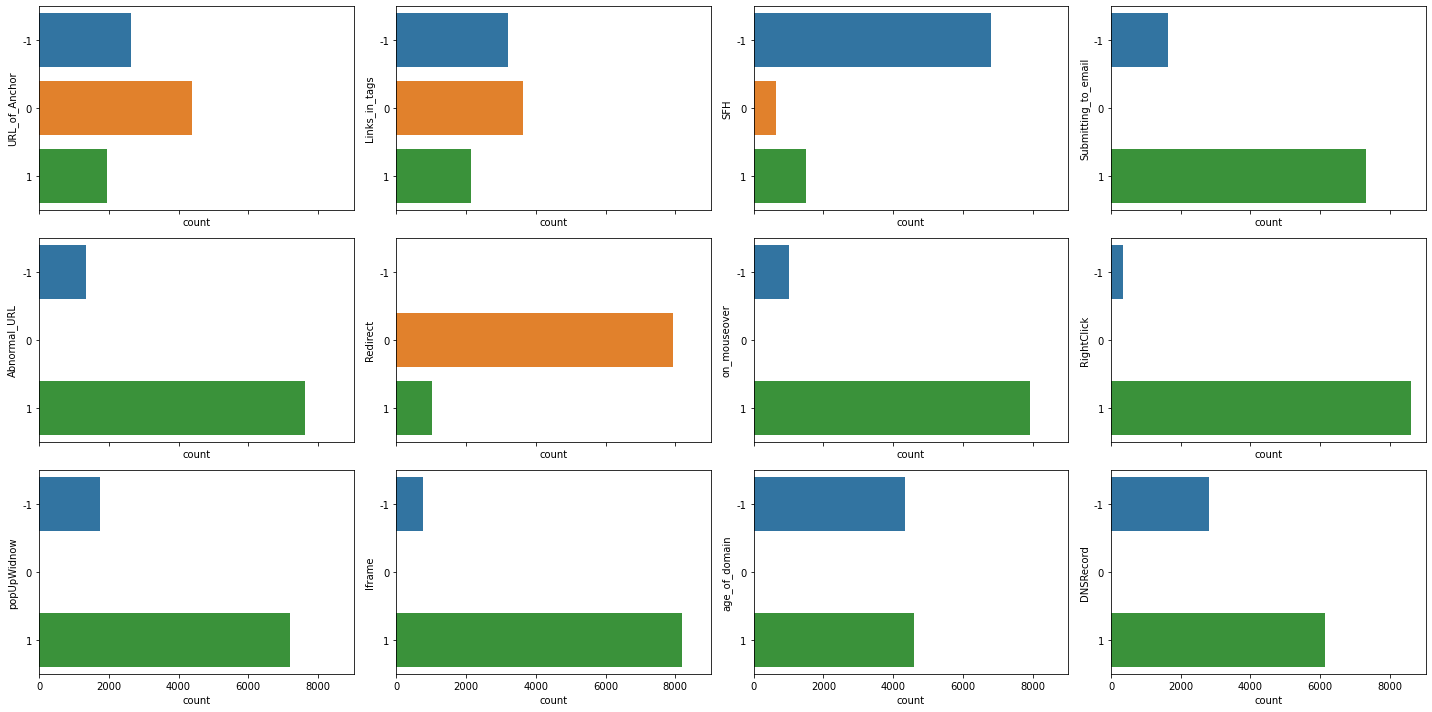 URL_of_Anchor
-1
0
1
count
Links_in_tags
-1
0
1
count
SFH
-1
0
1
count
Submitting_to_email
-1
0
1
count
Abnormal_URL
-1
0
1
count
Redirect
-1
0
1
count
on_mouseover
-1
0
1
count
RightClick
-1
0
1
count
popUpWidnow
-1
0
1
0 2000 4000 6000 8000
count
Iframe
-1
0
1
0 2000 4000 6000 8000
count
age_of_domain
-1
0
1
0 2000 4000 6000 8000
count
DNSRecord
-1
0
1
0 2000 4000 6000 8000
count